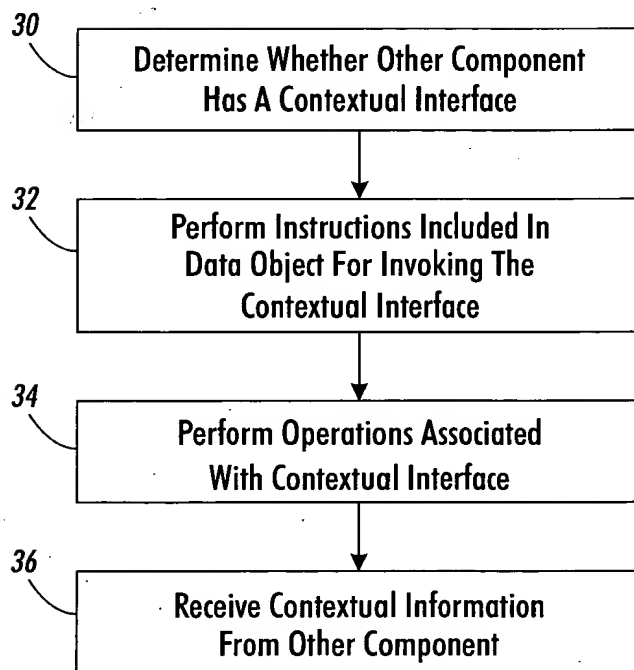 30
Determine Whether Other Component
Has A Contextual Interface
32
Perform Instructions Included In
Data Object For Invoking The
Contextual Interface
34
Perform Operations Associated
With Contextual Interface
36
Receive Contextual Information
From Other Component